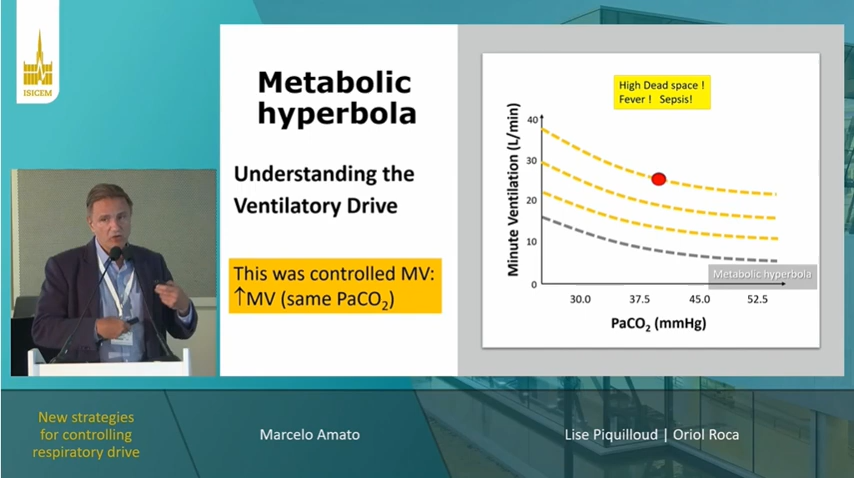 ISICEM
Metabolic
hyperbola
Understanding the
Ventilatory Drive
This was controlled MV:
↑MV (same PaCO₂)
High Dead space !
Fever ! Sepsis!
Minute Ventilation (L/min)
40
30
20
10
0
Metabolic hyperbola
30.0 37.5 45.0 52.5
PaCO₂ (mmHg)
New strategies
for controlling
respiratory drive
Marcelo Amato
Lise Piquilloud | Oriol Roca